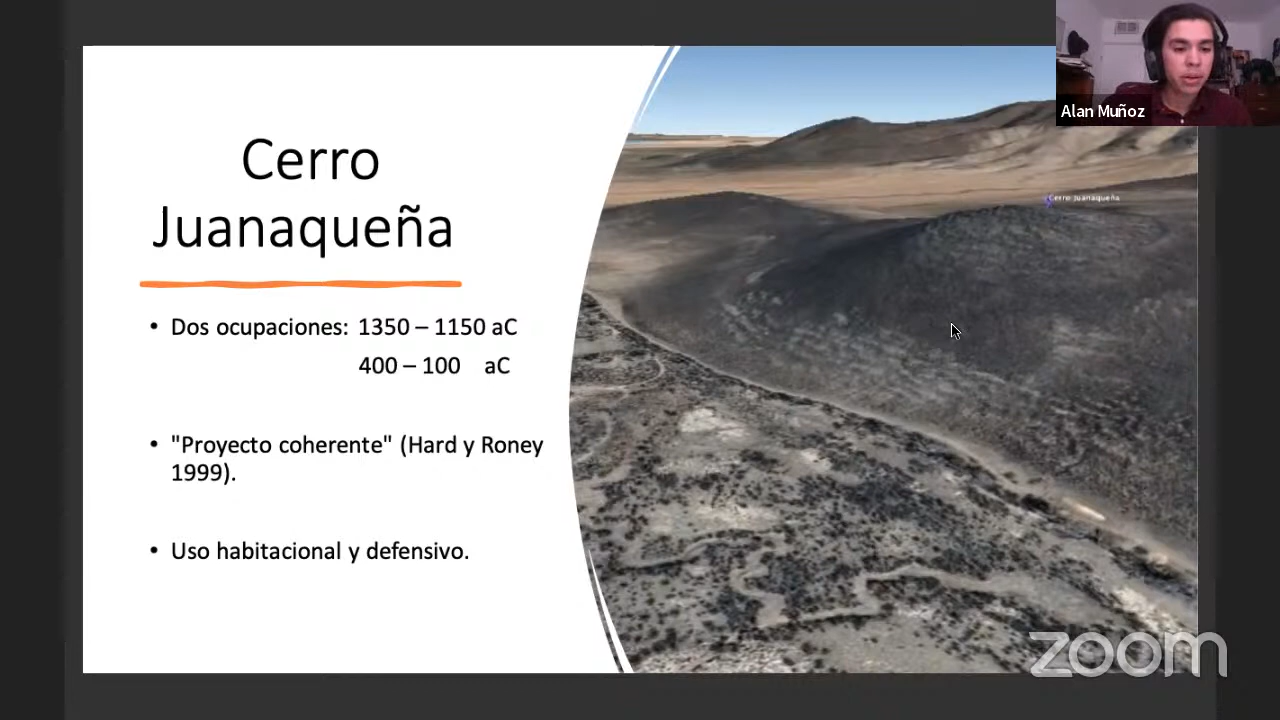 Alan Muñoz
Cerro
Juanaqueña
Cerro Juanaqueña
• Dos ocupaciones: 1350 – 1150 aC
400 – 100 aC
• "Proyecto coherente" (Hard y Roney
1999).
• Uso habitacional y defensivo.
zoom